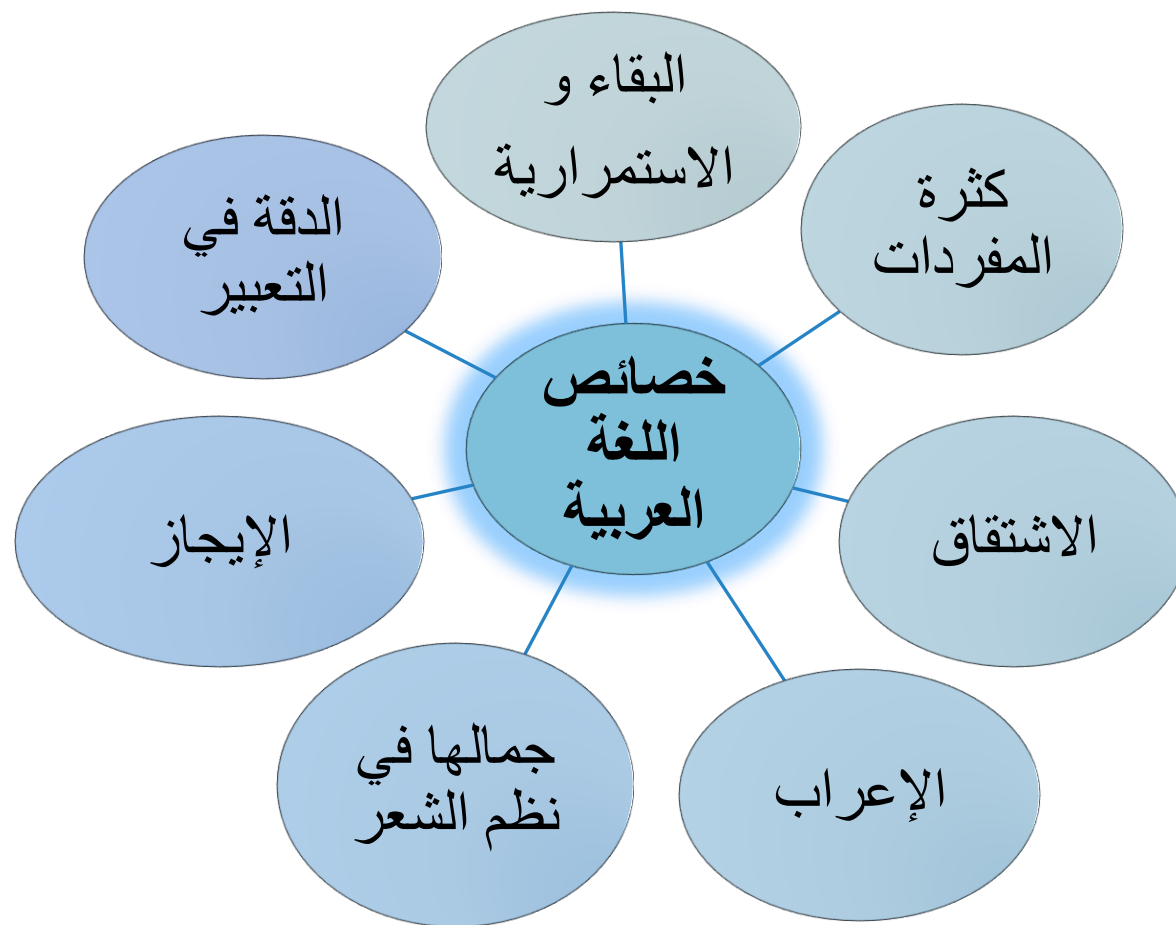 خصائص
اللغة
العربية
البقاء و
الاستمرارية
كثرة
المفردات
الاشتقاق
الإعراب
جمالها في
نظم الشعر
الإيجاز
الدقة في
التعبير